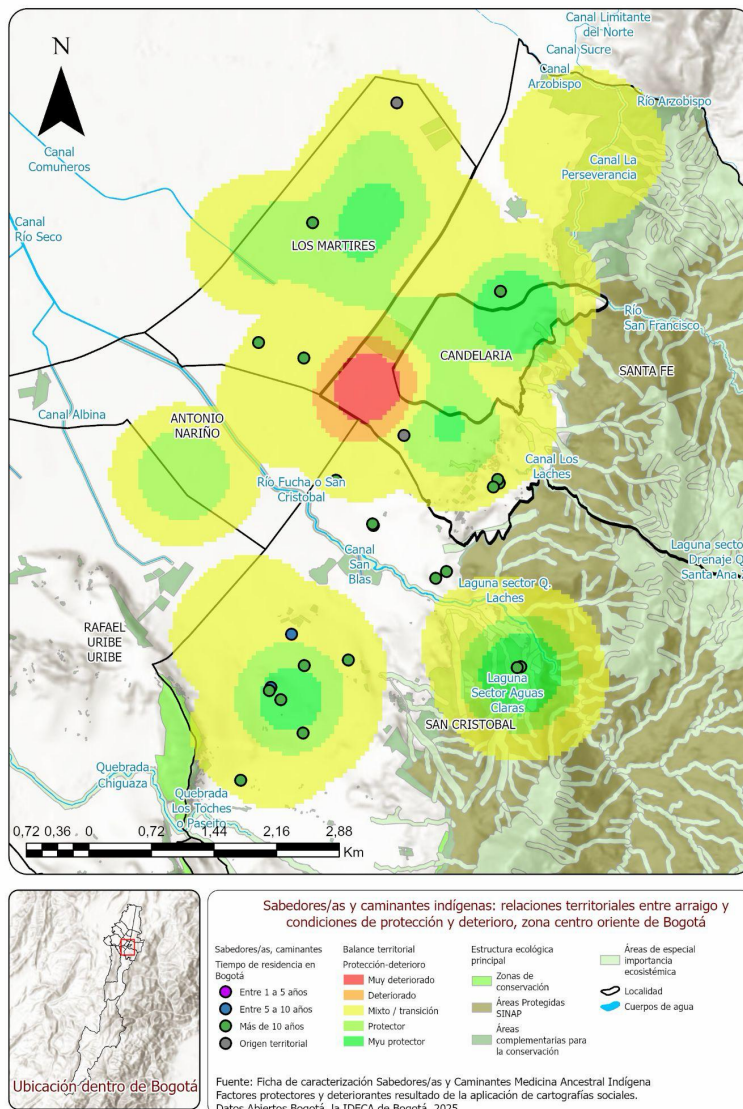 Canal Limitante
del Norte
Canal Sucre
Canal
Arzobispo
Río Arzobispo
N
Canal
Comuneros
Canal La
Perseverancia
Canal
Río Seco
LOS MARTIRES
Río
San Francisco
CANDELARIA
SANTA FE
Canal Albina
ANTONIO
NARIÑO
Canal Los
Laches
Río Fucha o San
Cristobal
Canal
San
Blas
Laguna secto
Drenaje Q
Santa Ana
Laguna sector Q.
Laches
RAFAEL
URIBE
URIBE
Laguna
Sector Aguas
Claras
SAN CRISTOBAL
Quebrada
Chiguaza
Quebrada
Los Toches
o Paseito
0,72 0,36 0 0,72 1,44 2,16 2,88
Km
Ubicación dentro de Bogotá
Sabedores/as y caminantes indígenas: relaciones territoriales entre arraigo y
condiciones de protección y deterioro, zona centro oriente de Bogotá
Sabedores/as, caminantes
Tiempo de residencia en
Bogotá
Entre 1 a 5 años
Entre 5 a 10 años
Más de 10 años
Origen territorial
Balance territorial
Protección-deterioro
Muy deteriorado
Deteriorado
Mixto / transición
Protector
Myu protector
Estructura ecológica
principal
Zonas de
conservación
Áreas Protegidas
SINAP
Áreas
complementarias para
la conservación
Áreas de especial
importancia
ecosistémica
Localidad
Cuerpos de agua
Fuente: Ficha de caracterización Sabedores/as y Caminantes Medicina Ancestral Indígena
Factores protectores y deteriorantes resultado de la aplicación de cartografías sociales.
Datos Abiertos Bogotá, la IDECA de Bogotá, 2025